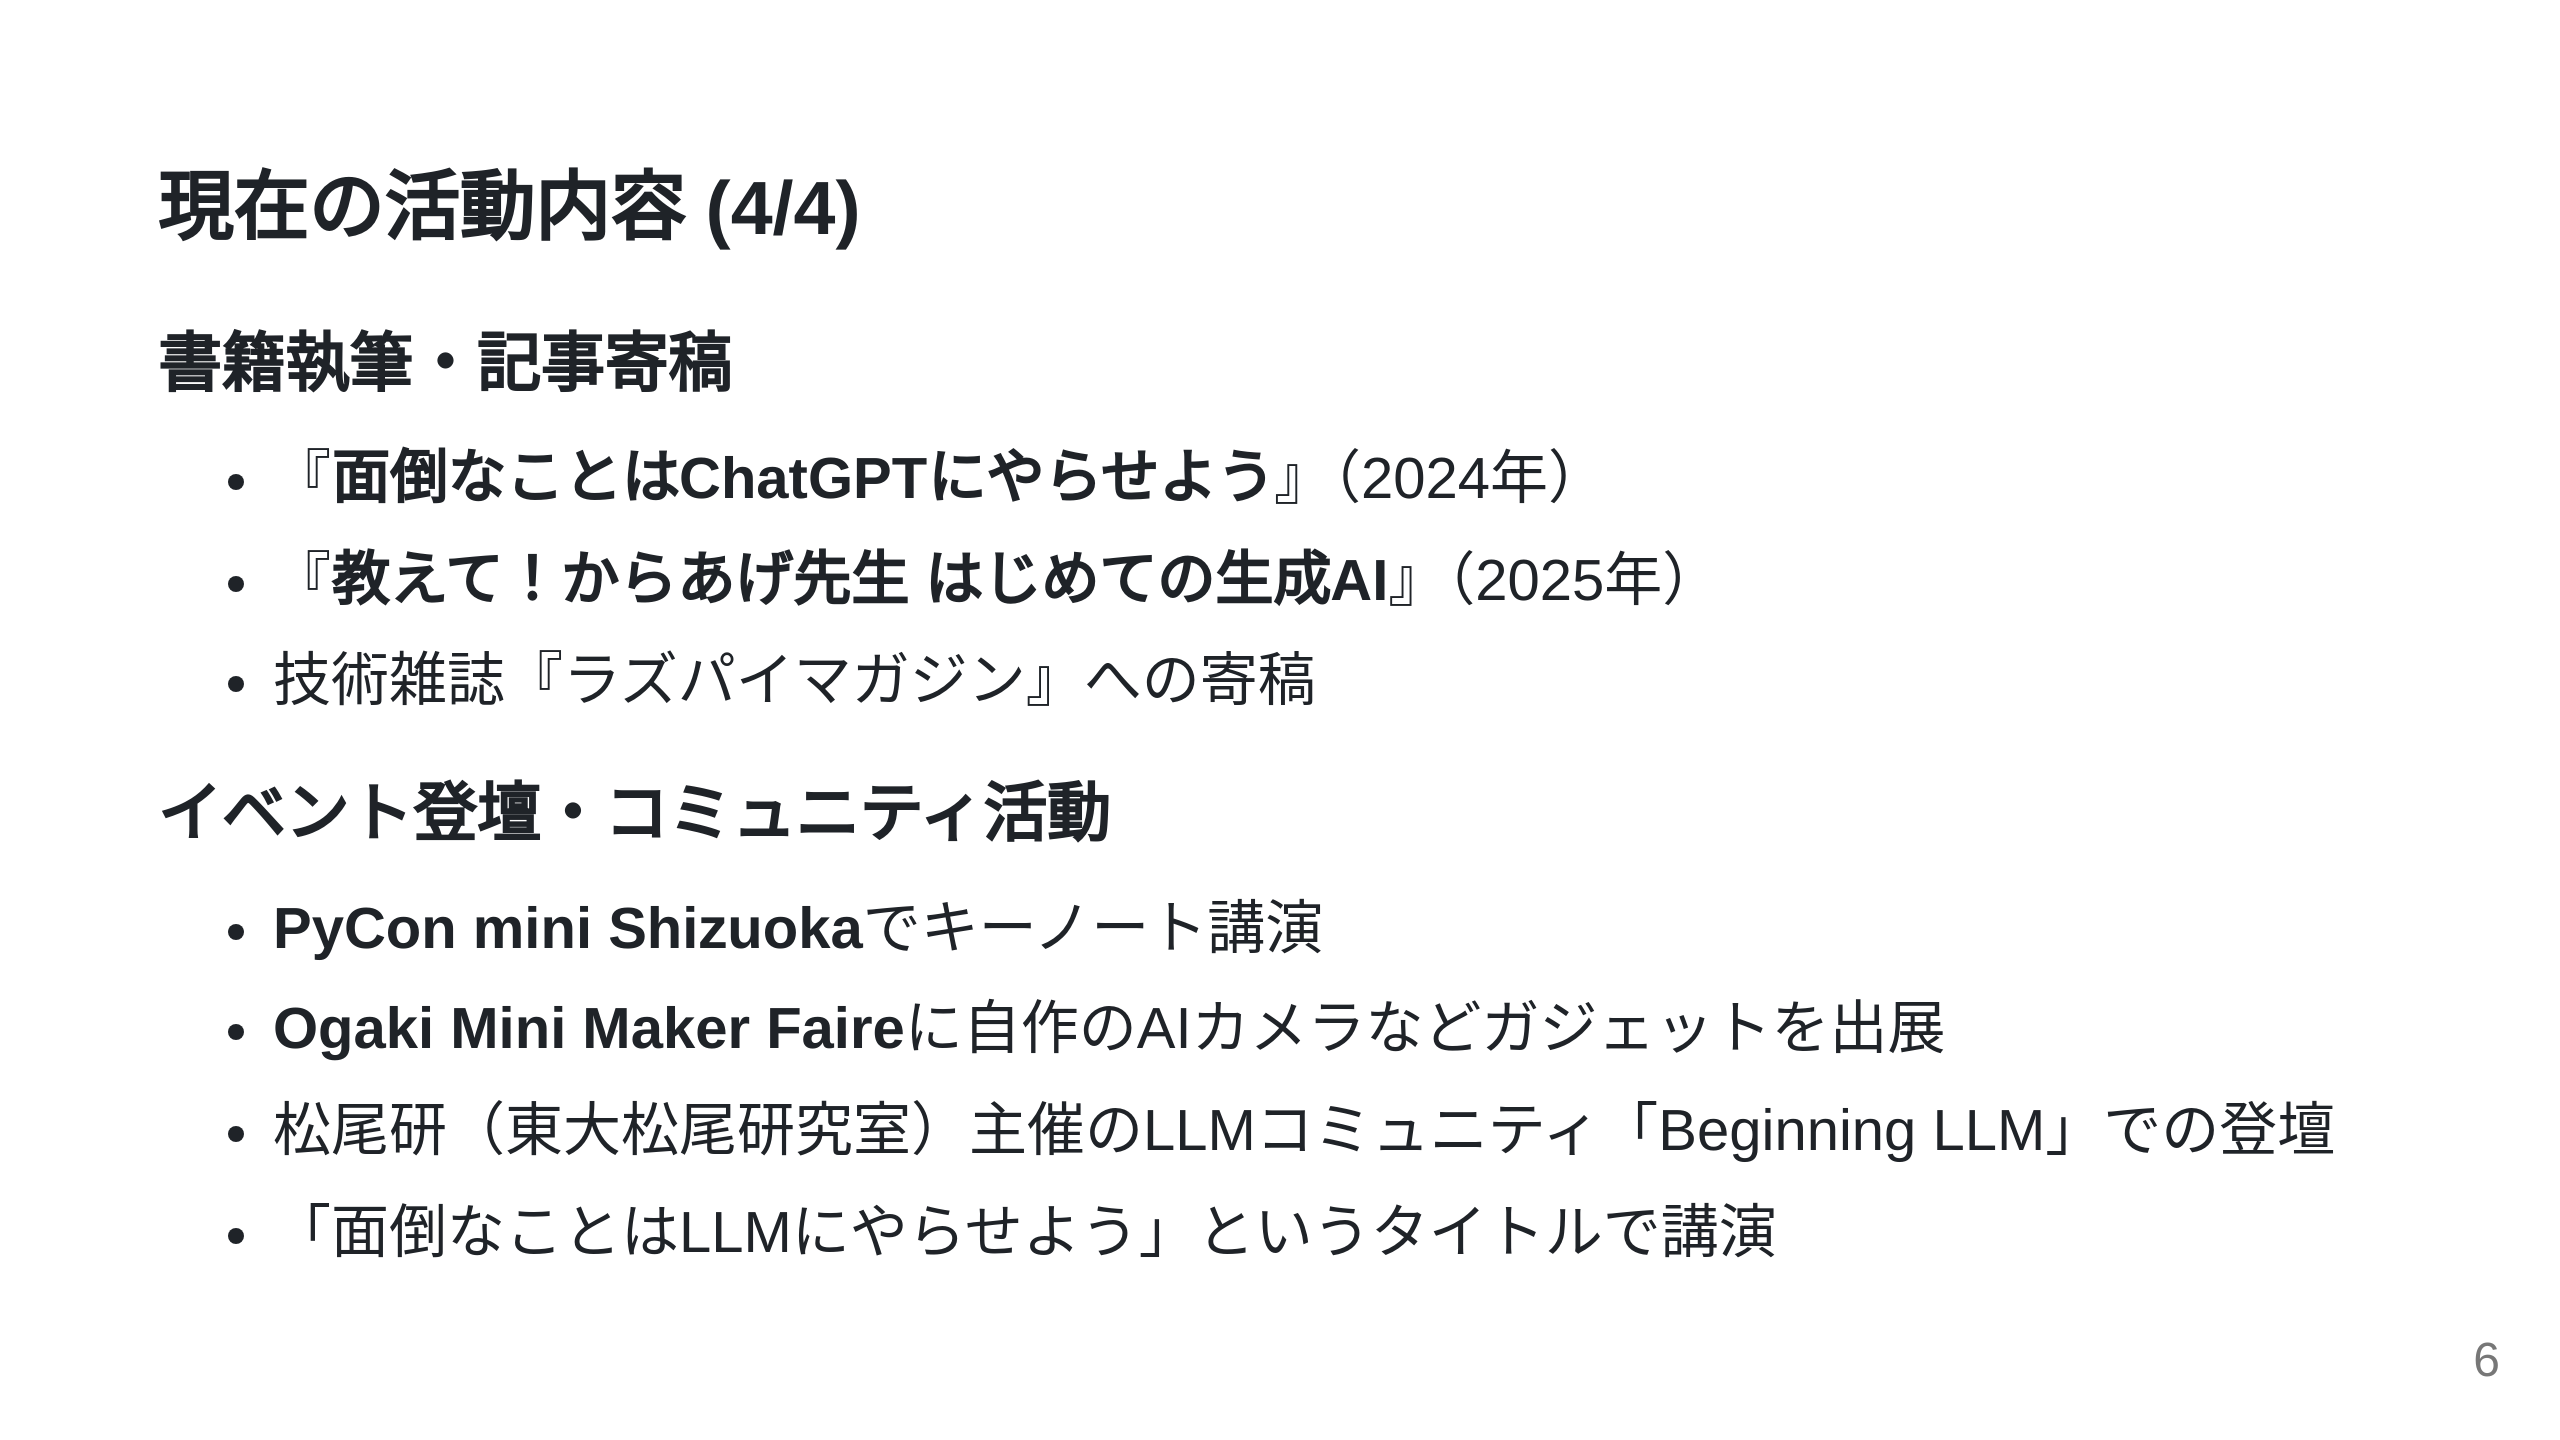 現在の活動内容 (4/4)
書籍執筆・記事寄稿
• 『面倒なことはChatGPTにやらせよう』（2024年）
• 『教えて！からあげ先生 はじめての生成AI』（2025年）
• 技術雑誌『ラズパイマガジン』への寄稿
イベント登壇・コミュニティ活動
• PyCon mini Shizuokaでキーノート講演
• Ogaki Mini Maker Faireに自作のAIカメラなどガジェットを出展
• 松尾研（東大松尾研究室）主催のLLMコミュニティ「Beginning LLM」での登壇
• 「面倒なことはLLMにやらせよう」というタイトルで講演
6